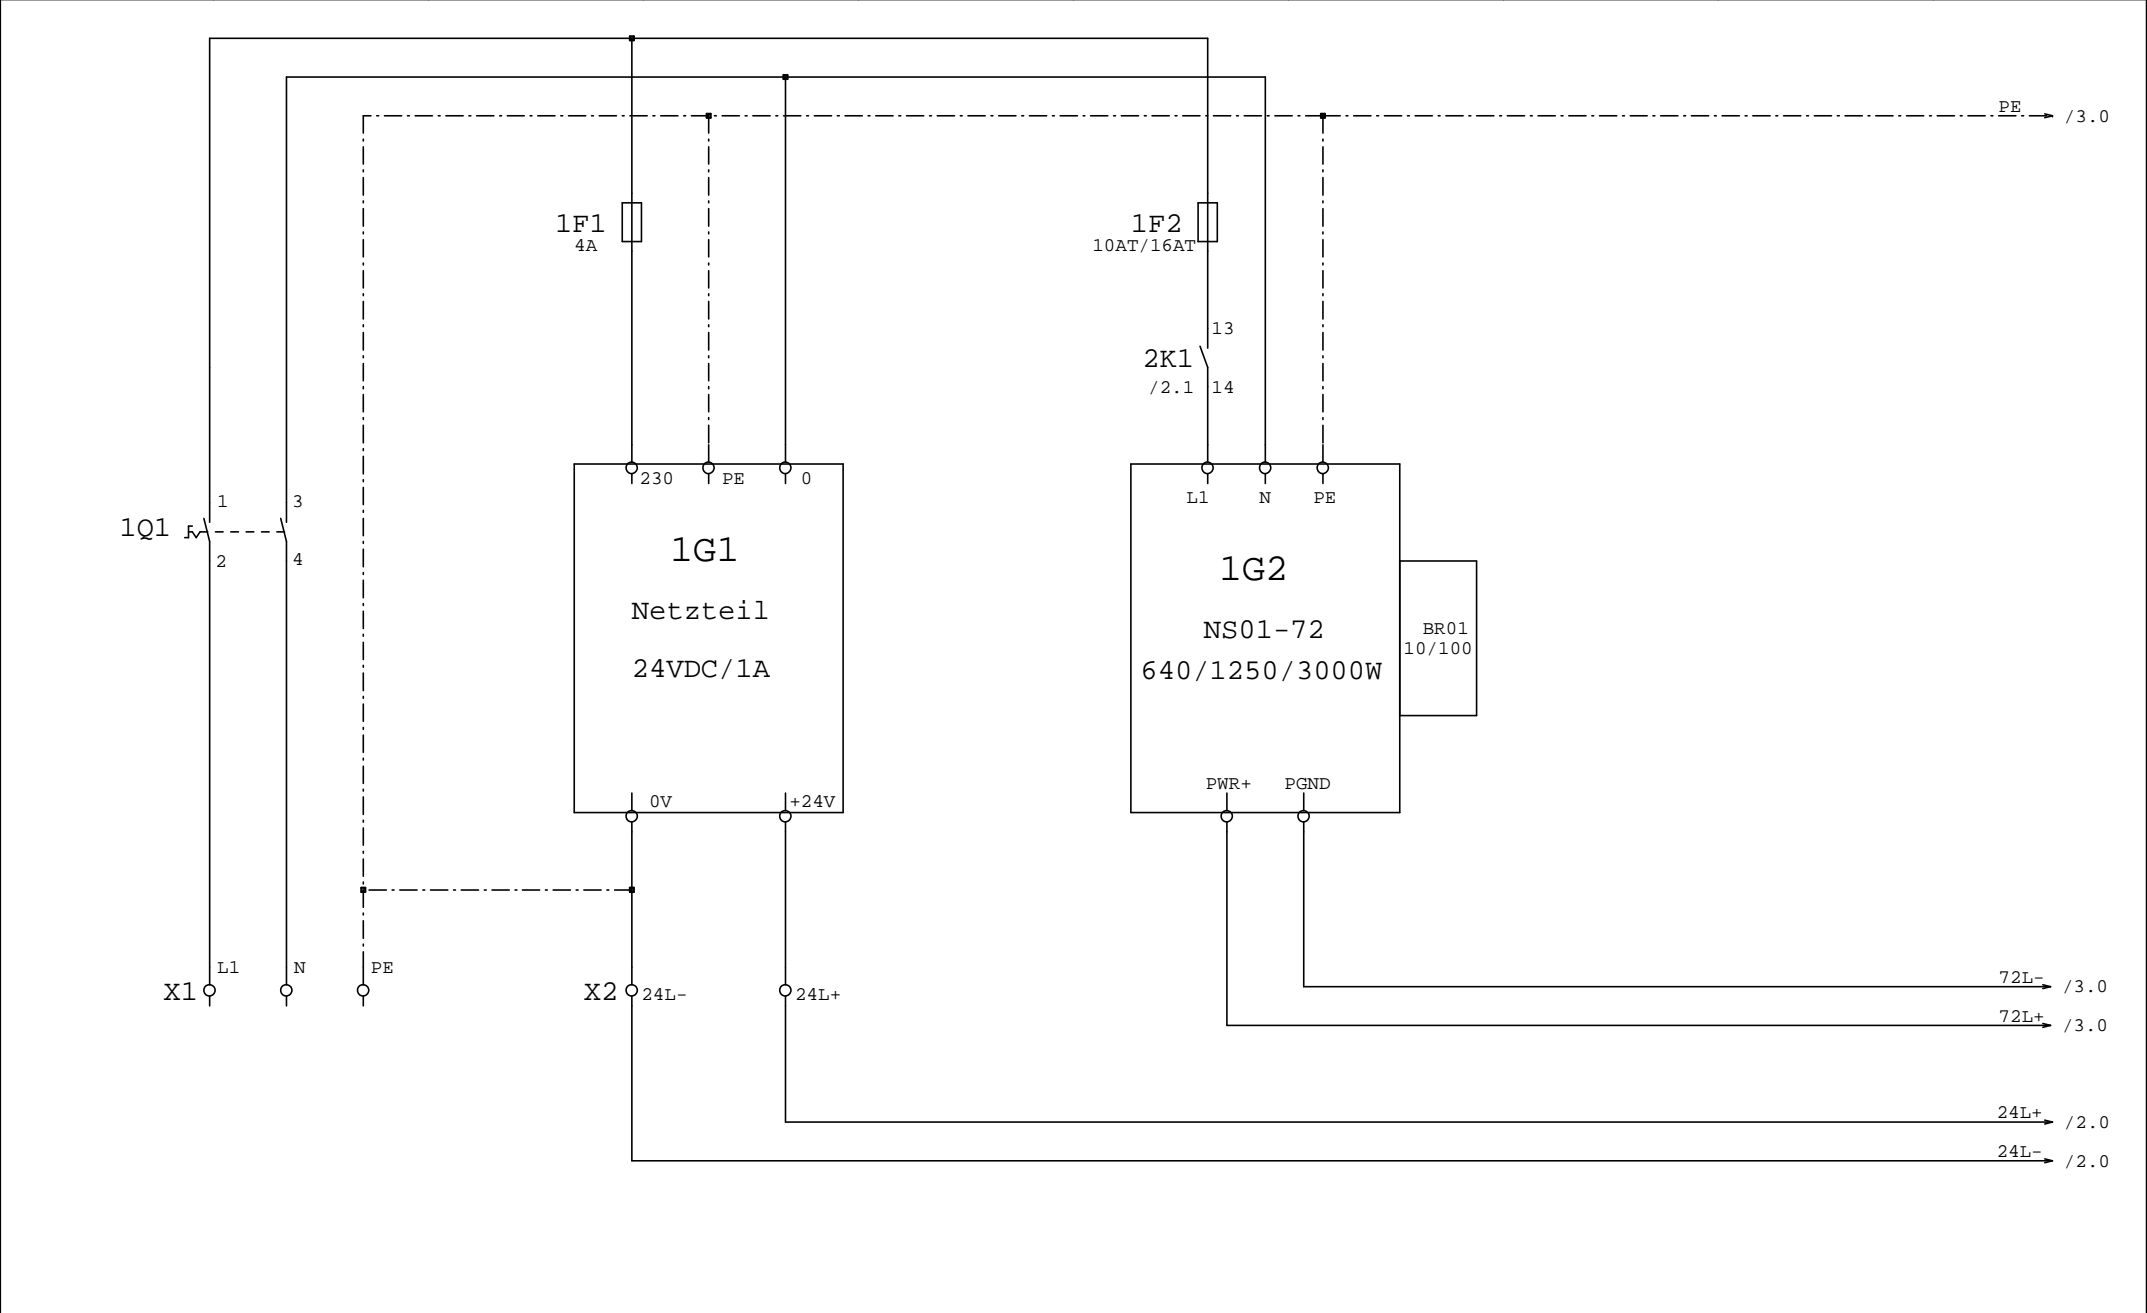 PE
/3.0
1F1
4A
1F2
10AT/16AT
13
2K1
/2.1 14
230 PE 0
L1 N PE
1 3
1Q1
2 4
1G1
Netzteil
24VDC/1A
1G2
NS01-72
640/1250/3000W
BR01
10/100
0V +24V
PWR+ PGND
L1 N PE
X1
X2 24L- 24L+
72L-
/3.0
72L+
/3.0
24L+
/2.0
24L-
/2.0